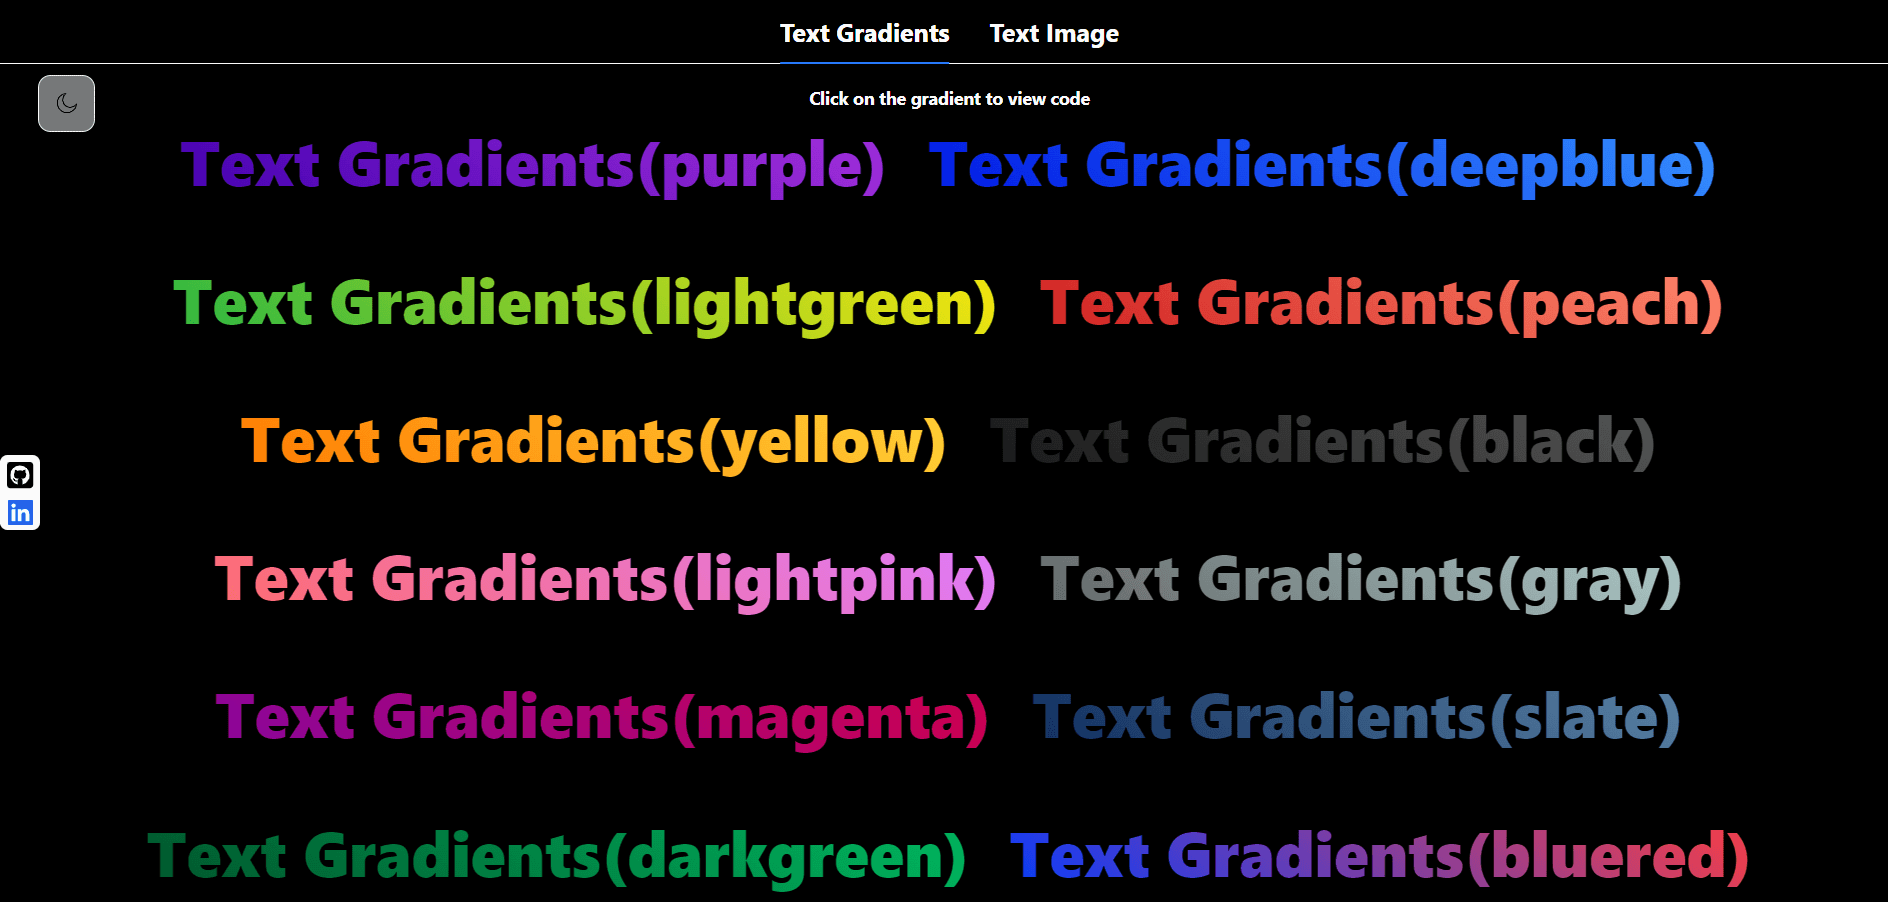 Text Gradients Text Image
Click on the gradient to view code
Text Gradients(purple) Text Gradients(deepblue)
Text Gradients(lightgreen) Text Gradients(peach)
Text Gradients(yellow) Text Gradients(black)
in
Text Gradients(lightpink) Text Gradients(gray)
Text Gradients(magenta) Text Gradients(slate)
Text Gradients(darkgreen) Text Gradients(bluered)